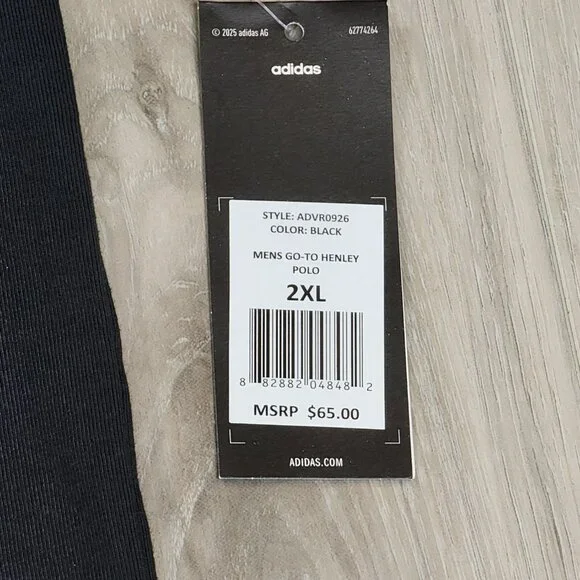 © 2025 adidas AG 62774264
adidas
STYLE: ADVR0926
COLOR: BLACK
MENS GO-TO HENLEY
POLO
2XL
8 82882 04848 2
MSRP $65.00
ADIDAS.COM